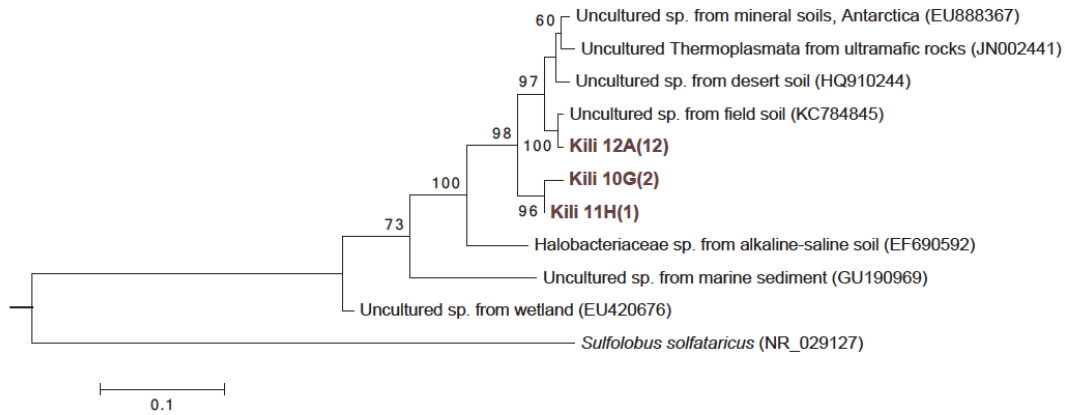 60
Uncultured sp. from mineral soils, Antarctica (EU888367)
Uncultured Thermoplasmata from ultramafic rocks (JN002441)
97
Uncultured sp. from desert soil (HQ910244)
Uncultured sp. from field soil (KC784845)
98
100
Kili 12A(12)
100
Kili 10G(2)
96
Kili 11H(1)
73
Halobacteriaceae sp. from alkaline-saline soil (EF690592)
Uncultured sp. from marine sediment (GU190969)
Uncultured sp. from wetland (EU420676)
Sulfolobus solfataricus (NR_029127)
0.1